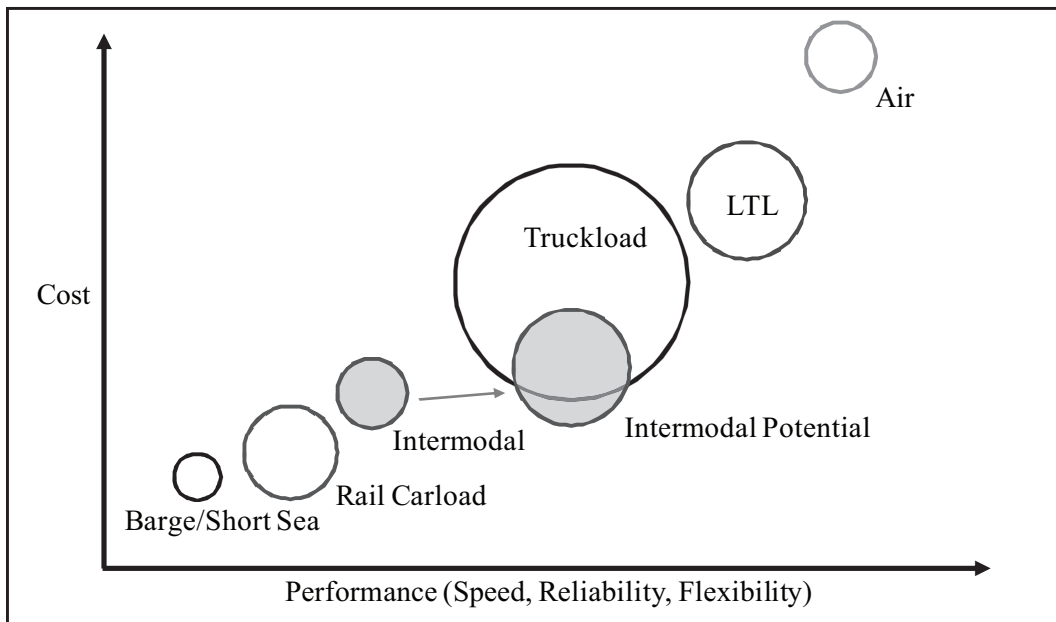 Air
LTL
Truckload
Cost
Intermodal Potential
Intermodal
Rail Carload
Barge/Short Sea
Performance (Speed, Reliability, Flexibility)